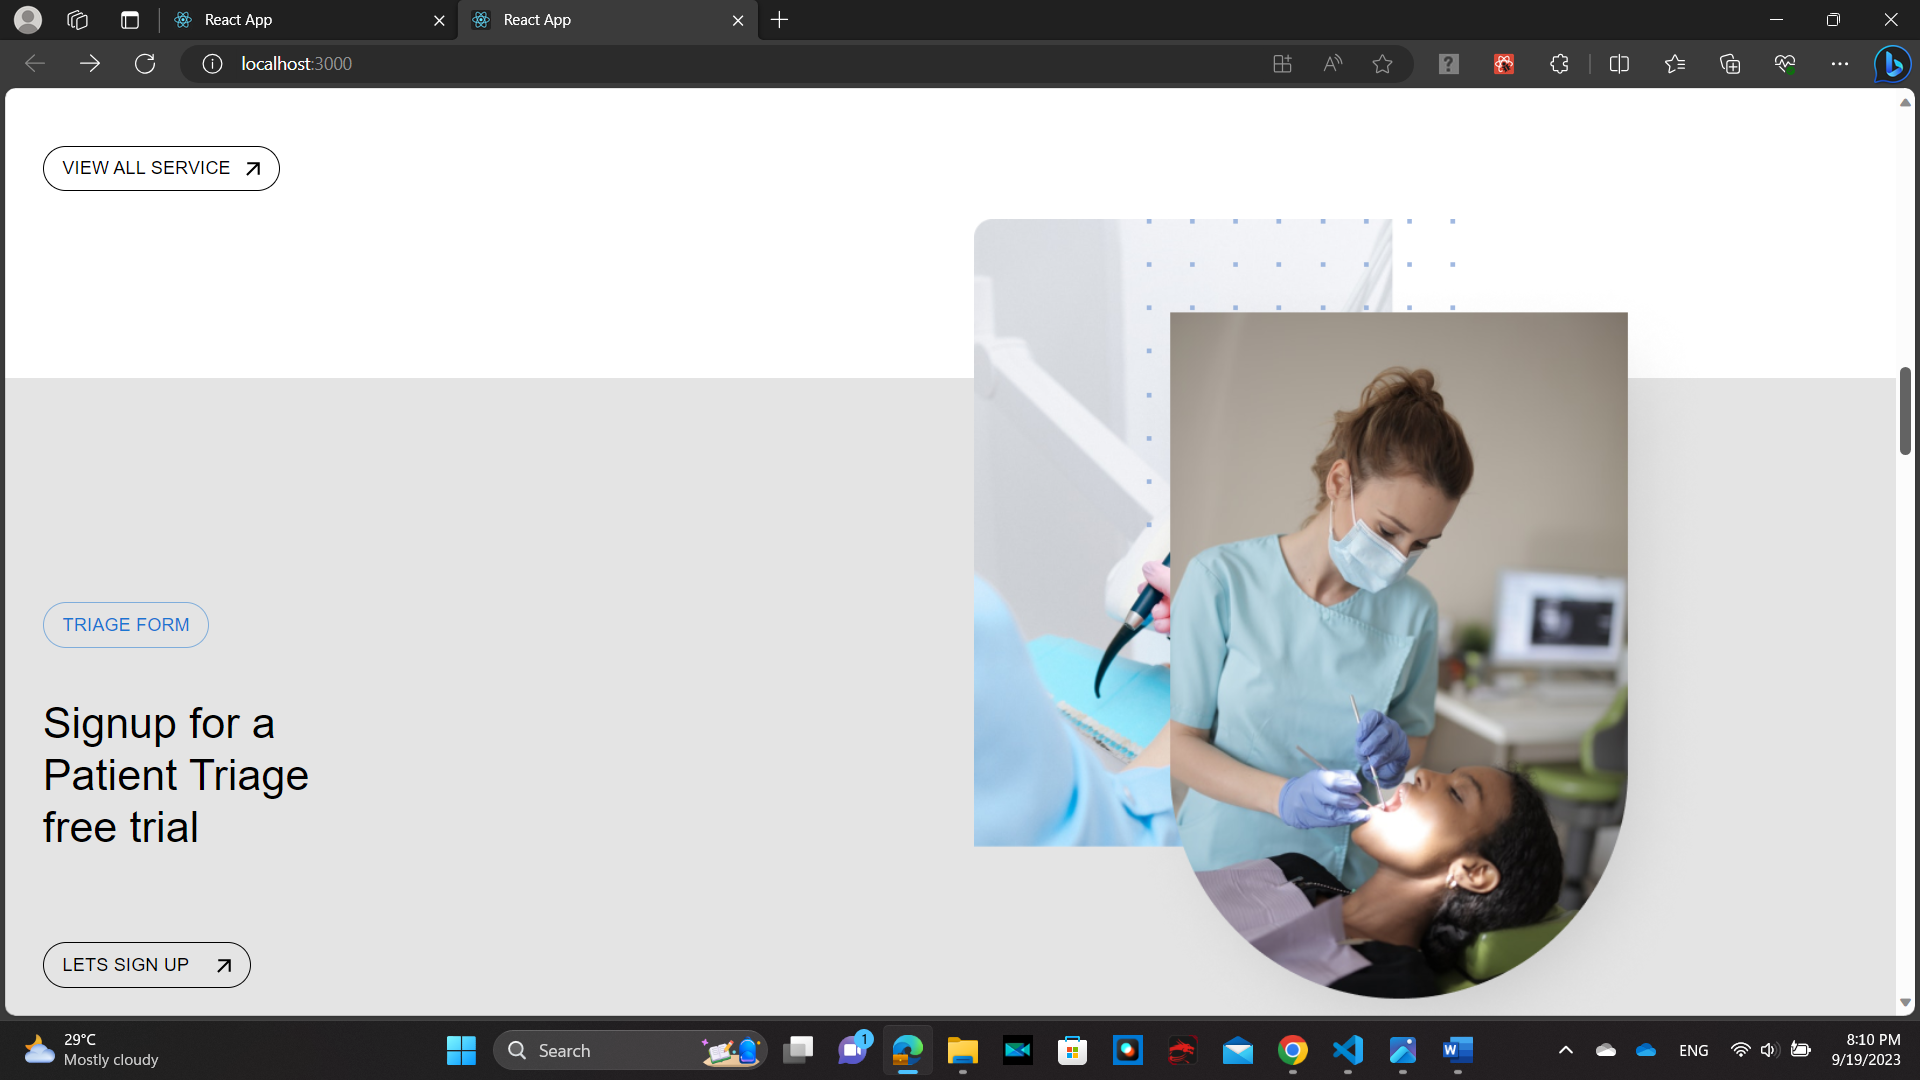 React App
React App
localhost:3000
VIEW ALL SERVICE
TRIAGE FORM
Signup for a
Patient Triage
free trial
LETS SIGN UP
29°C
Mostly cloudy
Search
1
ENG
8:10 PM
9/19/2023